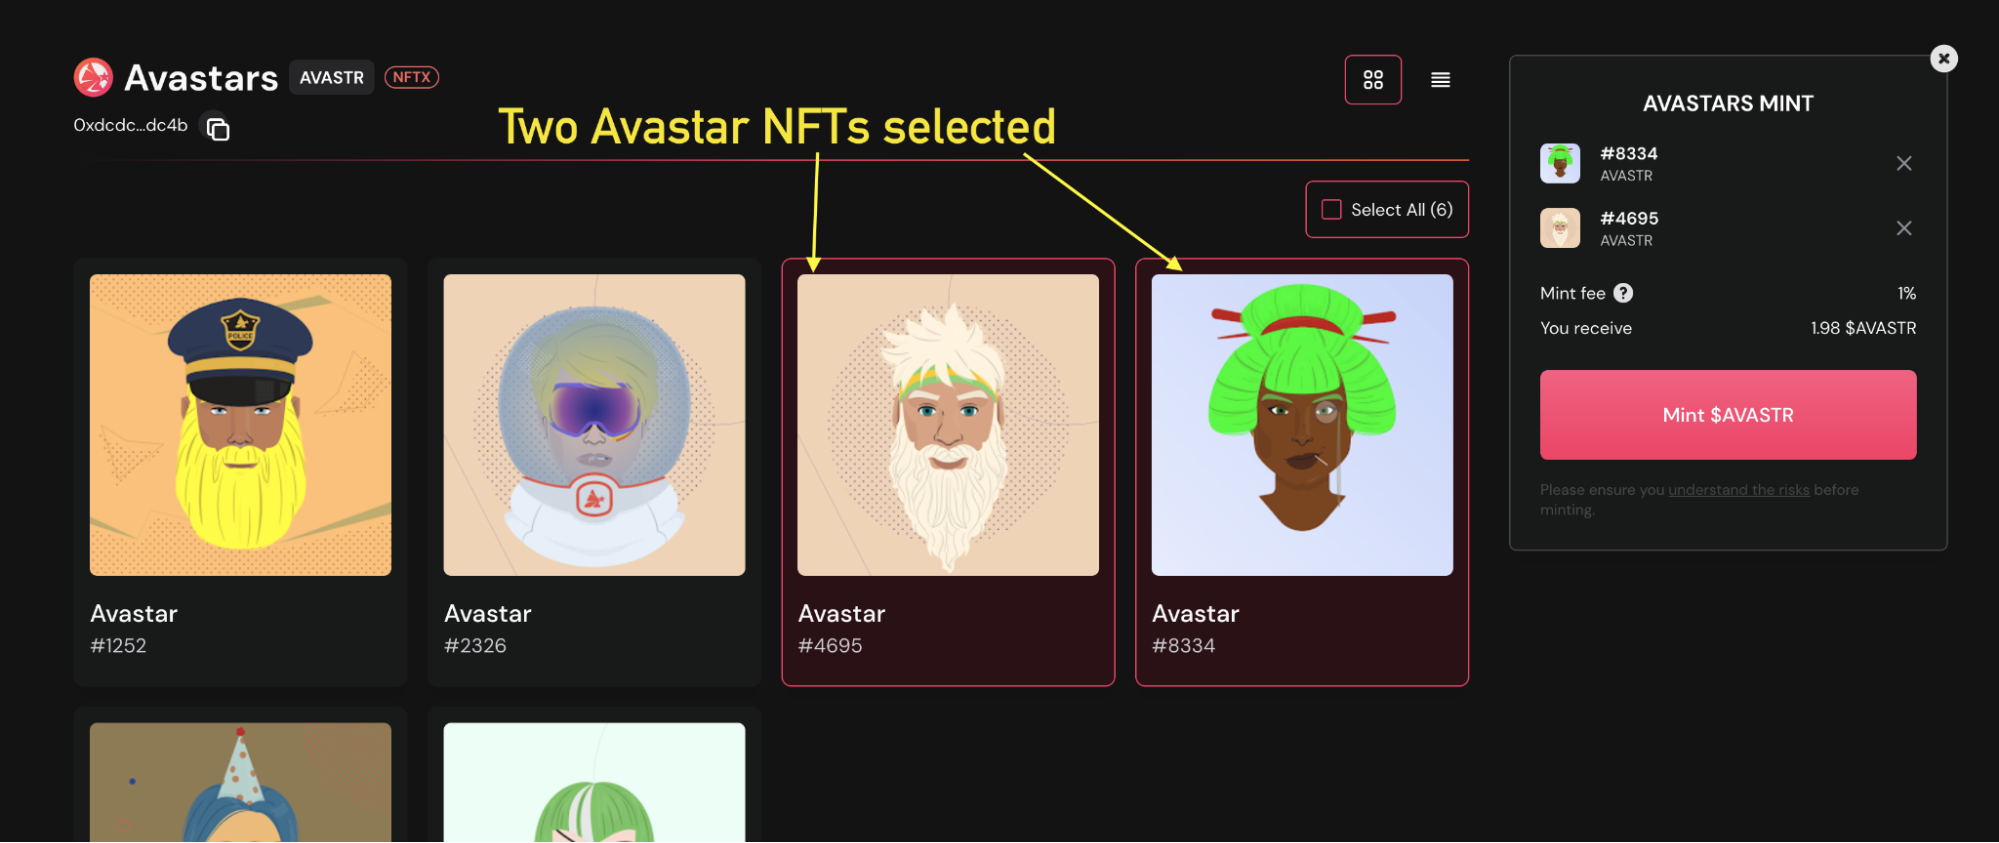 Avastars AVASTR NFTX
0xdcdc...dc4b
Two Avastar NFTs selected
Select All (6)
POLICE
Avastar
#1252
Avastar
#2326
Avastar
#4695
Avastar
#8334
AVASTARS MINT
#8334
AVASTR
#4695
AVASTR
Mint fee ? 1%
You receive 1.98 $AVASTR
Mint $AVASTR
Please ensure you understand the risks before
minting.